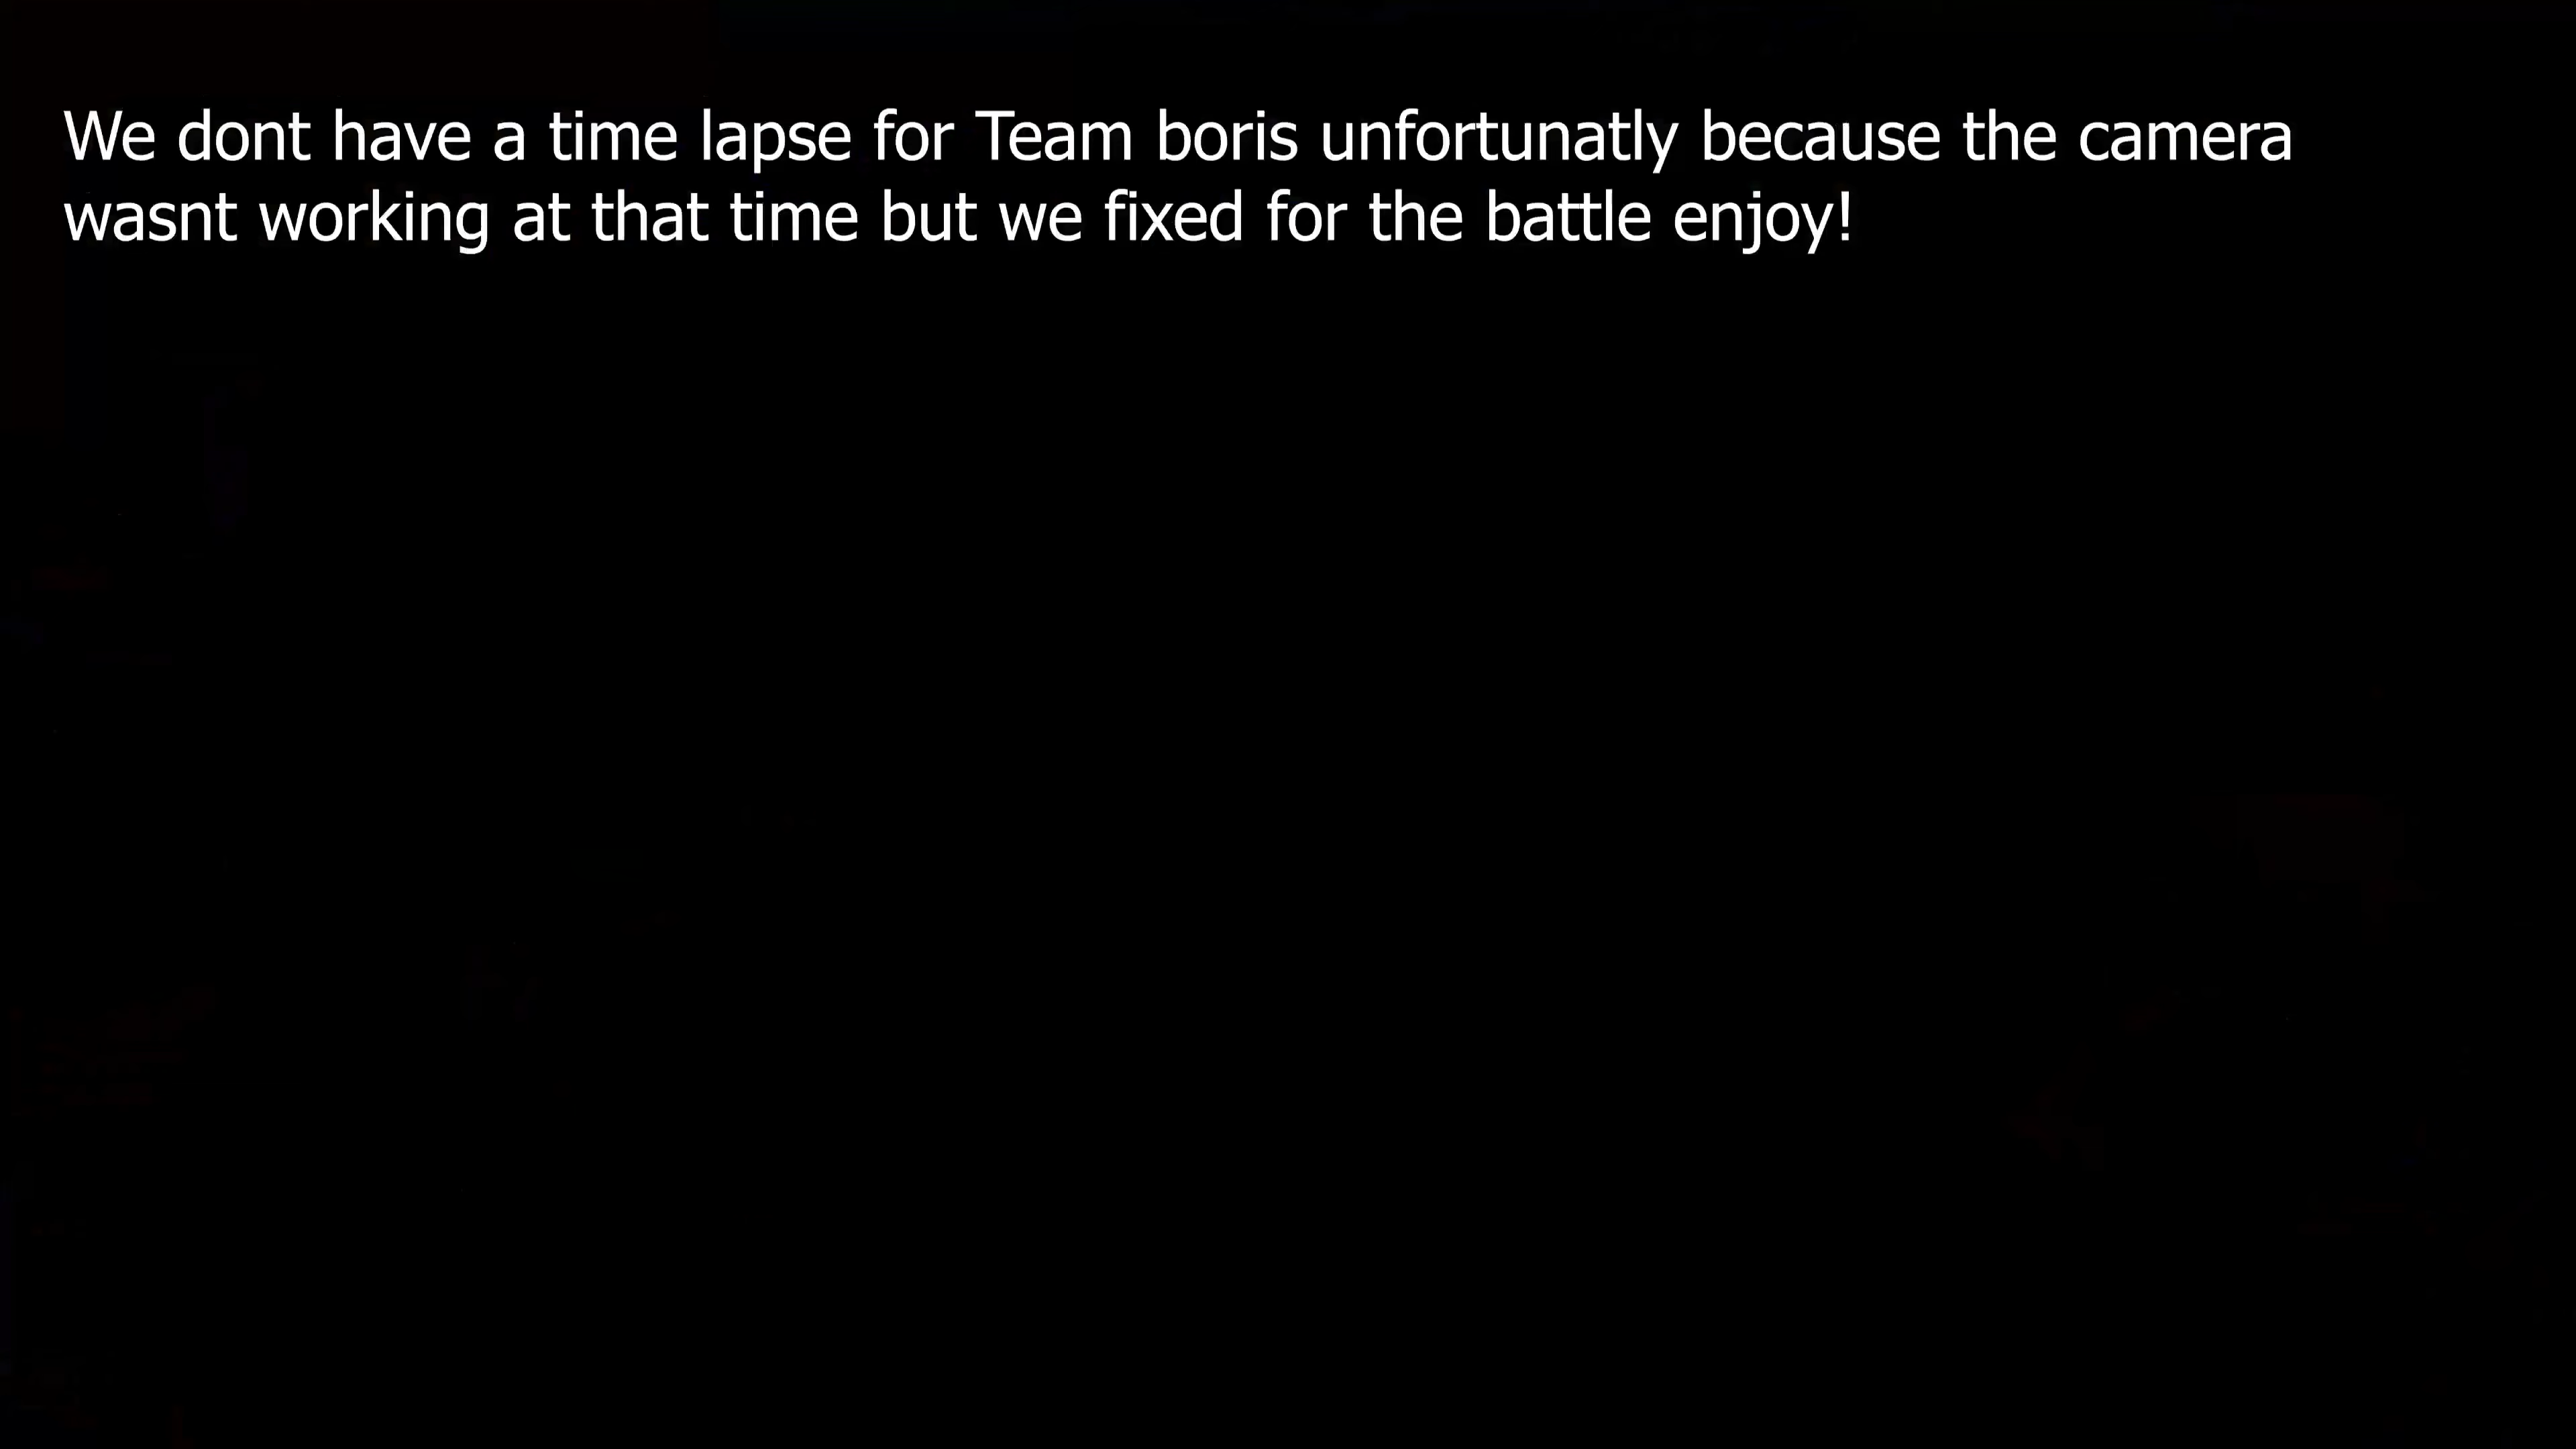 We dont have a time lapse for Team boris unfortunatly because the camera
wasnt working at that time but we fixed for the battle enjoy!